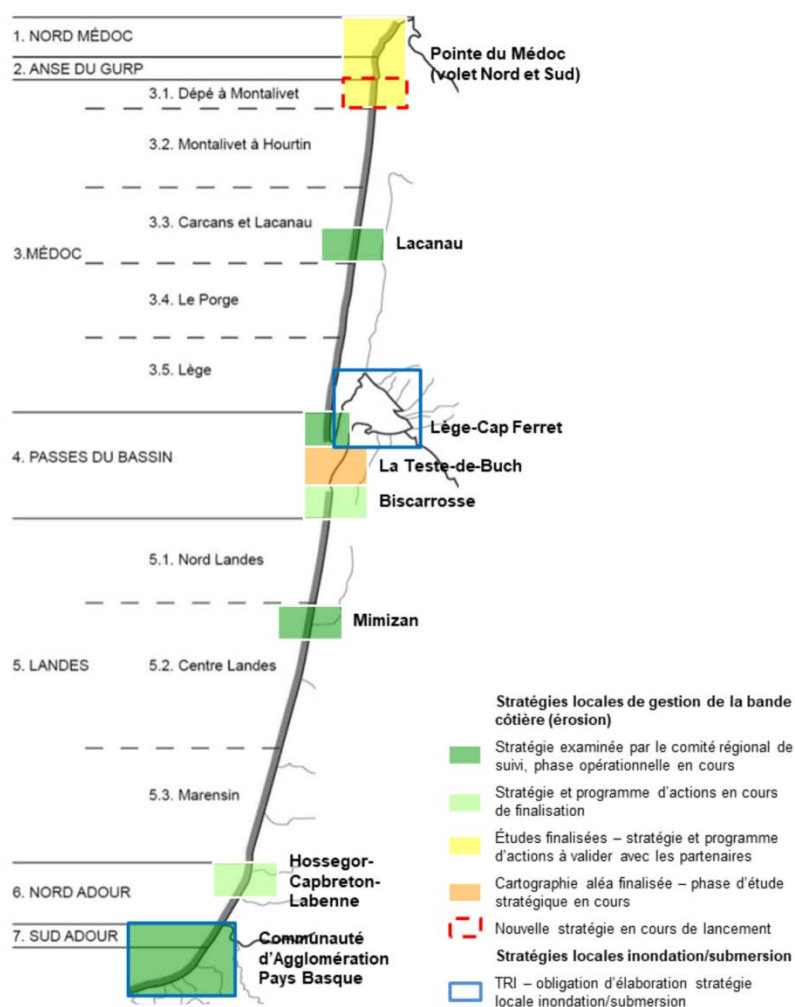 1. NORD MÉDOC
Pointe du Médoc
(volet Nord et Sud)
2. ANSE DU GURP
3.1. Dépé à Montalivet
3.2. Montalivet à Hourtin
3.3. Carcans et Lacanau
Lacanau
3.MÉDOC
3.4. Le Porge
3.5. Lège
Lège-Cap Ferret
4. PASSES DU BASSIN
La Teste-de-Buch
Biscarrosse
5.1. Nord Landes
Mimizan
5. LANDES
5.2. Centre Landes
5.3. Marensin
Hossegor-
Capbreton-
Labenne
6. NORD ADOUR
7. SUD ADOUR
Communauté
d'Agglomération
Pays Basque
Stratégies locales de gestion de la bande
côtière (érosion)
Stratégie examinée par le comité régional de
suivi, phase opérationnelle en cours
Stratégie et programme d'actions en cours
de finalisation
Études finalisées – stratégie et programme
d'actions à valider avec les partenaires
Cartographie aléa finalisée – phase d'étude
stratégique en cours
Nouvelle stratégie en cours de lancement
Stratégies locales inondation/submersion
TRI – obligation d'élaboration stratégie
locale inondation/submersion